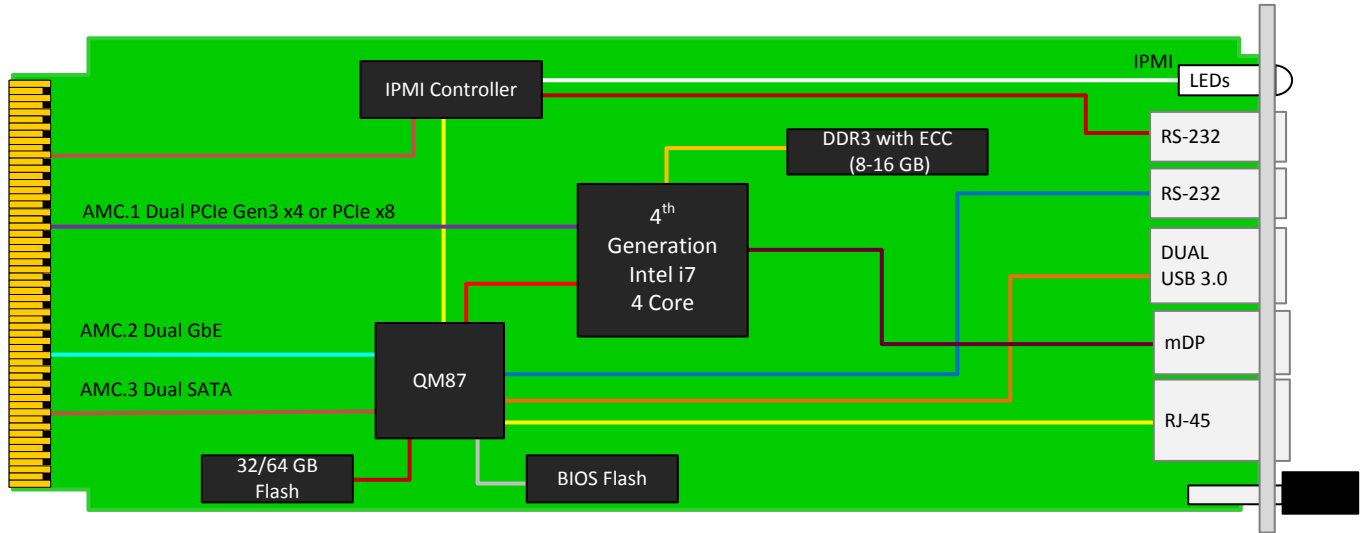 IPMI
LEDs
IPMI Controller
RS-232
DDR3 with ECC
(8-16 GB)
RS-232
AMC.1 Dual PCIe Gen3 x4 or PCIe x8
4th
Generation
Intel i7
4 Core
DUAL
USB 3.0
AMC.2 Dual GbE
mDP
QM87
AMC.3 Dual SATA
RJ-45
32/64 GB
Flash
BIOS Flash